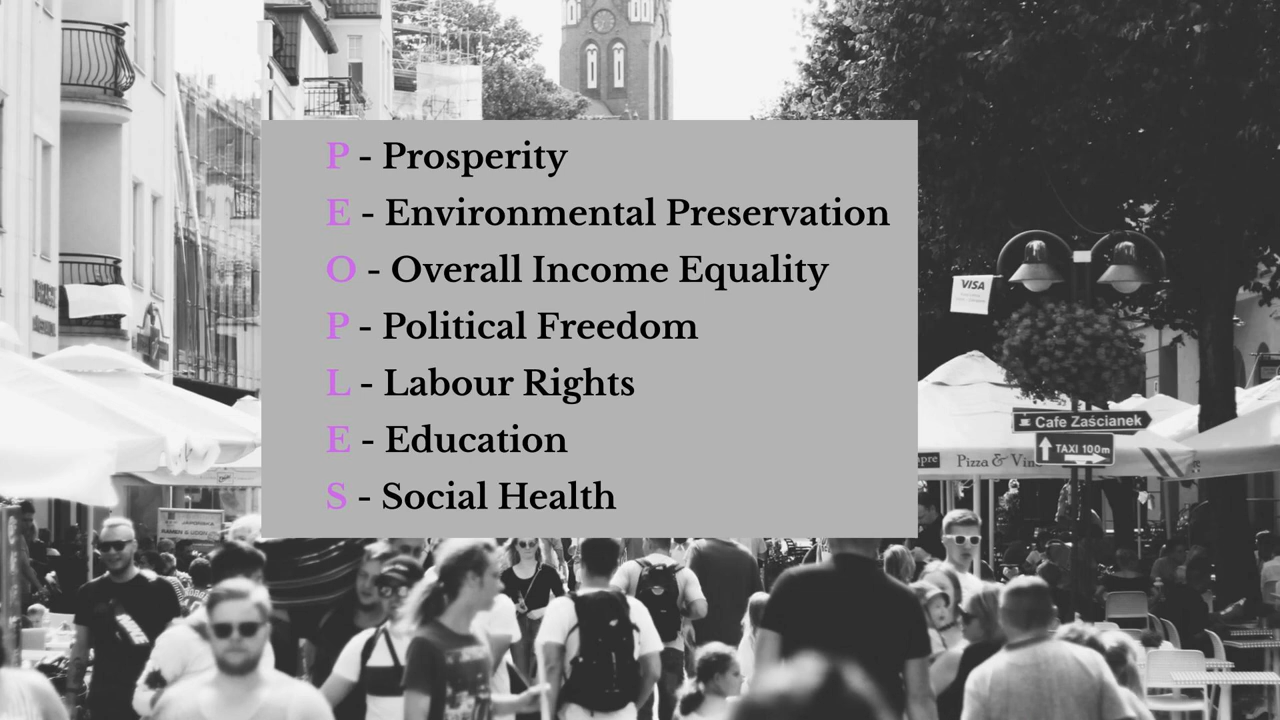 P - Prosperity
E - Environmental Preservation
O - Overall Income Equality
P - Political Freedom
L - Labour Rights
E - Education
S - Social Health
VISA
Cafe Zaścianek
TAXI 100m
Pizza &